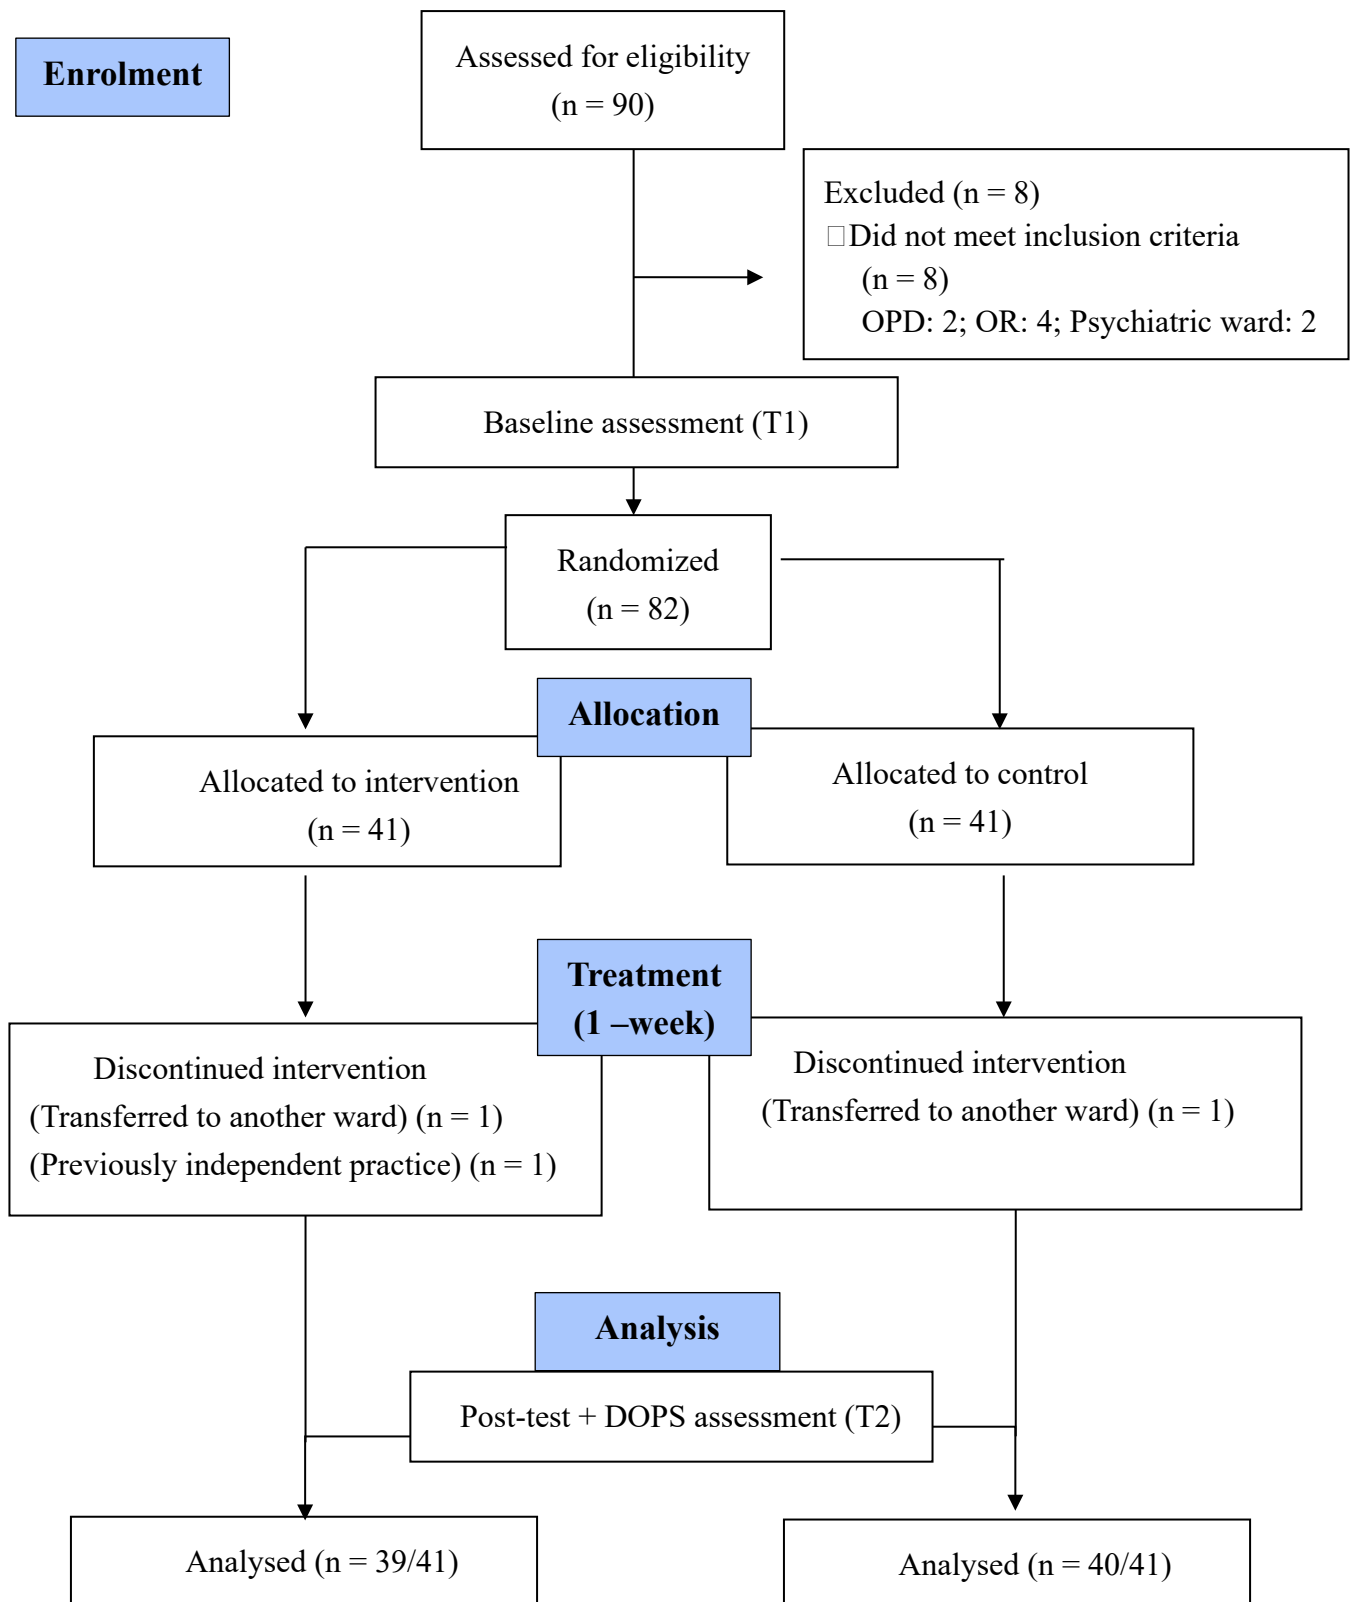 Enrolment
Assessed for eligibility
(n = 90)
Excluded (n = 8)
□Did not meet inclusion criteria
(n = 8)
OPD: 2; OR: 4; Psychiatric ward: 2
Baseline assessment (T1)
Randomized
(n = 82)
Allocation
Allocated to intervention
(n = 41)
Allocated to control
(n = 41)
Treatment
(1 –week)
Discontinued intervention
(Transferred to another ward) (n = 1)
(Previously independent practice) (n = 1)
Discontinued intervention
(Transferred to another ward) (n = 1)
Analysis
Post-test + DOPS assessment (T2)
Analysed (n = 39/41)
Analysed (n = 40/41)